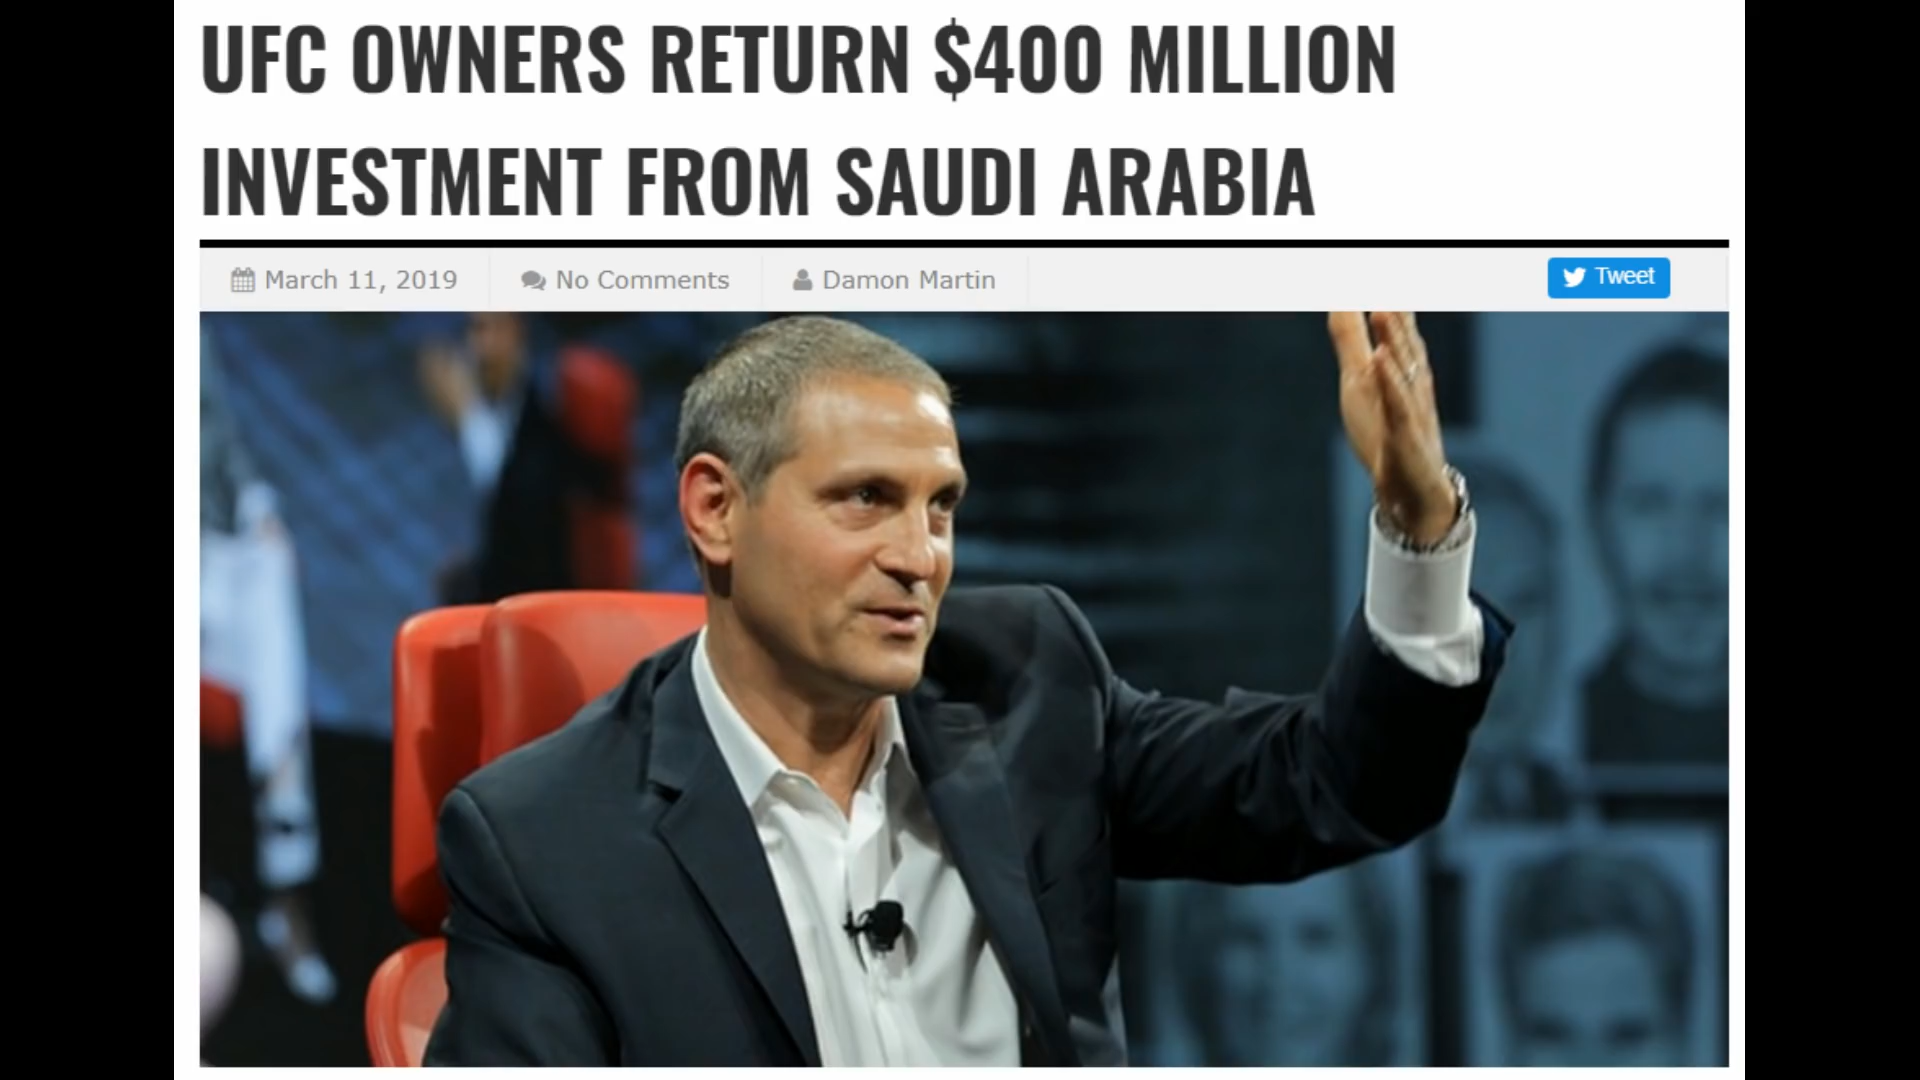 UFC OWNERS RETURN $400 MILLION
INVESTMENT FROM SAUDI ARABIA
March 11, 2019 No Comments Damon Martin Tweet